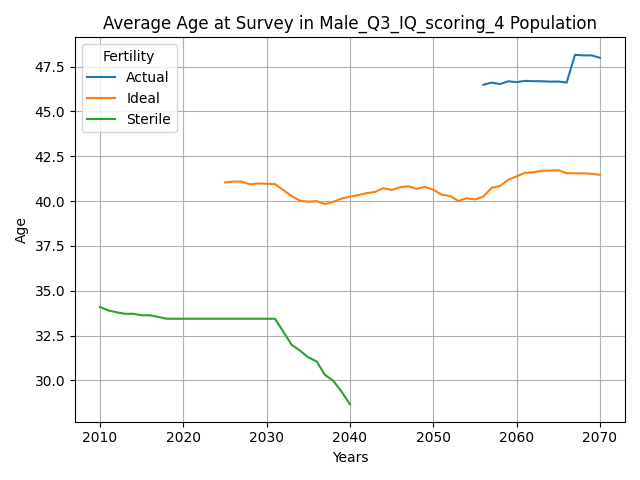 Average Age at Survey in Male_Q3_IQ_scoring_4 Population
Fertility
Actual
Ideal
Sterile
47.5
45.0
42.5
40.0
37.5
35.0
32.5
30.0
Age
2010 2020 2030 2040 2050 2060 2070
Years